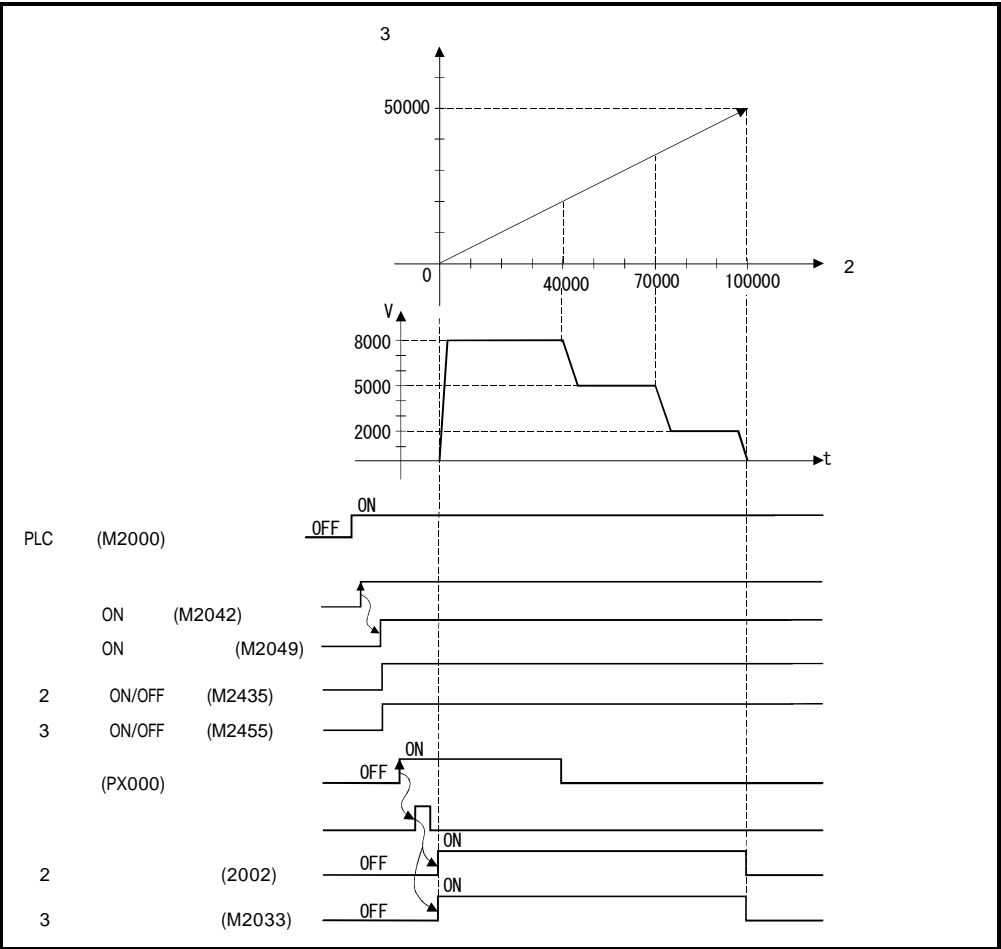 3
50000
0
2
40000 70000 100000
V
8000
5000
2000
t
ON
OFF
PLC (M2000)
ON (M2042)
ON (M2049)
2 ON/OFF (M2435)
3 ON/OFF (M2455)
ON
OFF
(PX000)
ON
2 (2002) OFF
ON
3 (M2033) OFF